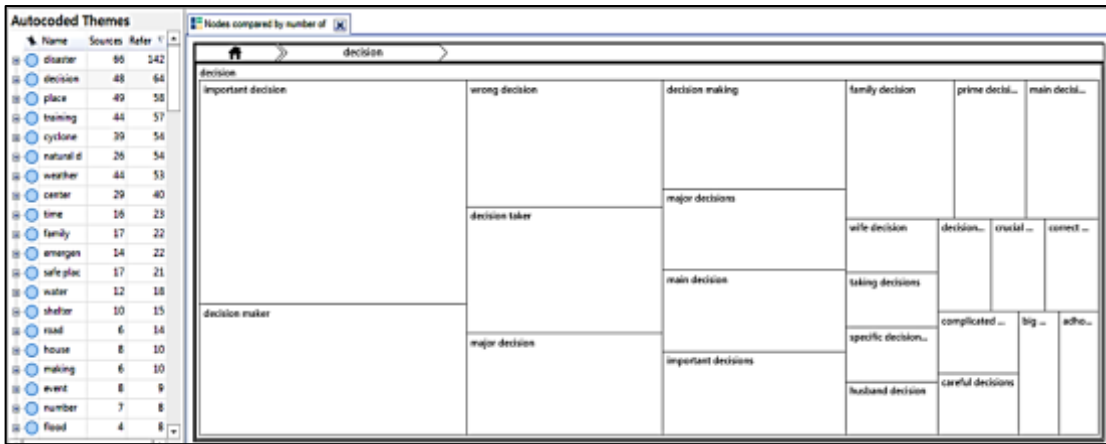 Autocoded Themes
Name Sources Refer
disaster 66 142
decision 48 64
place 49 58
training 44 57
cyclone 39 54
natural d 26 54
weather 44 53
center 29 40
time 16 23
family 17 22
emergen 14 22
safe plac 17 21
water 12 18
shelter 10 15
road 6 14
house 8 10
making 6 10
event 8 9
number 7 8
flood 4 8
Nodes compared by number of
decision
decision
important decision
decision maker
wrong decision
decision taker
major decision
decision making
major decisions
main decision
important decisions
family decision
prime decisi...
main decisi...
wife decision
taking decisions
specific decision...
husband decision
decision...
crucial ...
correct ...
complicated ...
careful decisions
big ...
adho...